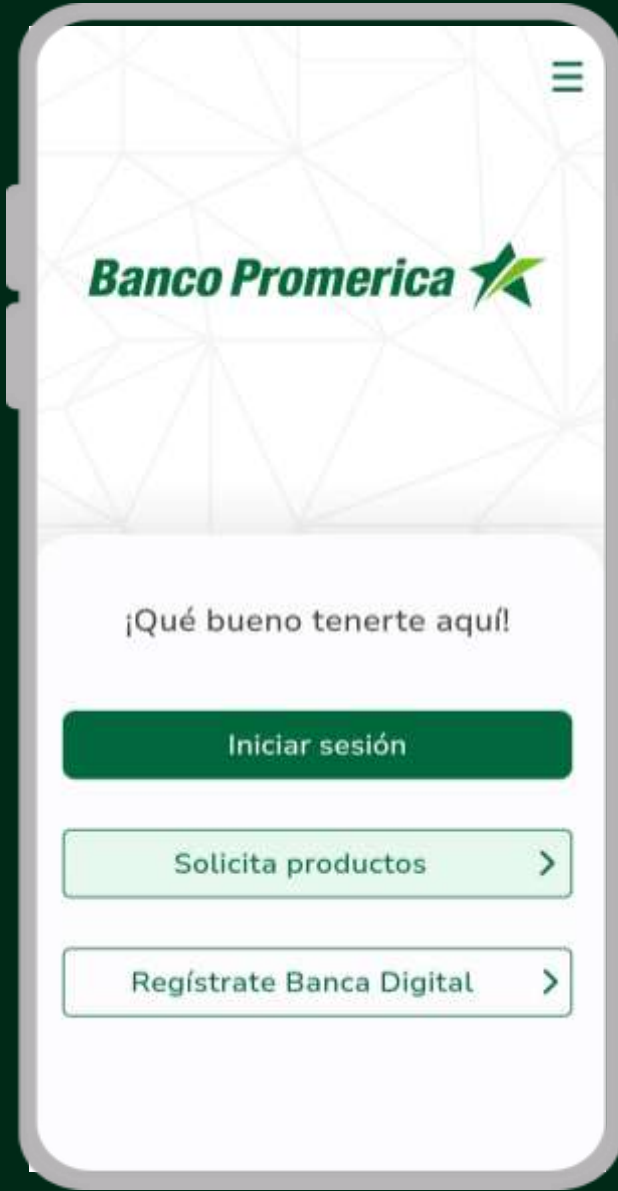 Banco Promerica
¡Qué bueno tenerte aquí!
Iniciar sesión
Solicita productos
Regístrate Banca Digital